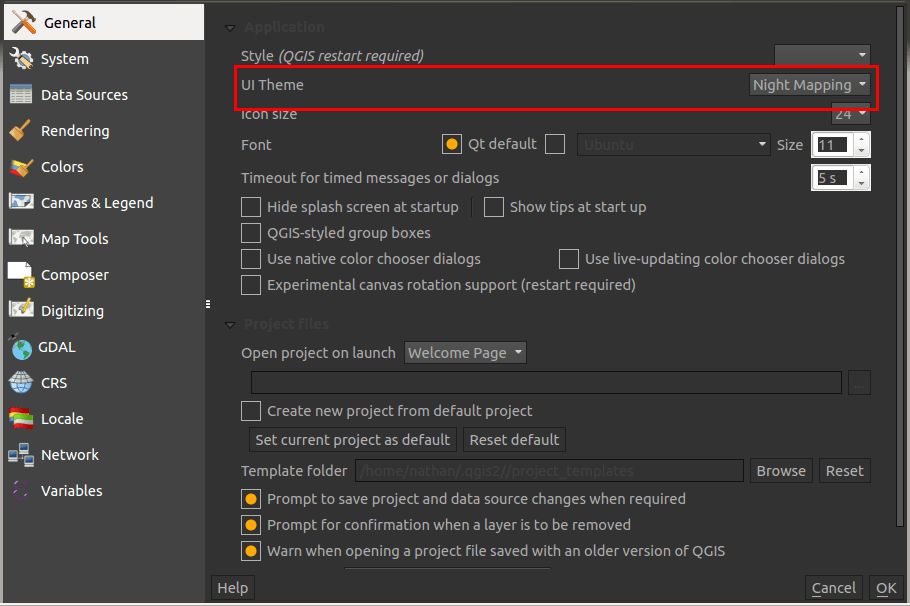 General
System
Data Sources
Rendering
Colors
Canvas & Legend
Map Tools
Composer
Digitizing
GDAL
CRS
Locale
Network
Variables
Application
Style (QGIS restart required)
UI Theme Night Mapping
Icon size 24
Font Qt default Ubuntu Size 11
Timeout for timed messages or dialogs 5 s
Hide splash screen at startup Show tips at start up
QGIS-styled group boxes
Use native color chooser dialogs Use live-updating color chooser dialogs
Experimental canvas rotation support (restart required)
Project files
Open project on launch Welcome Page
...
Create new project from default project
Set current project as default Reset default
Template folder /home/nathan/.qgis2//project_templates Browse Reset
Prompt to save project and data source changes when required
Prompt for confirmation when a layer is to be removed
Warn when opening a project file saved with an older version of QGIS
Help Cancel OK